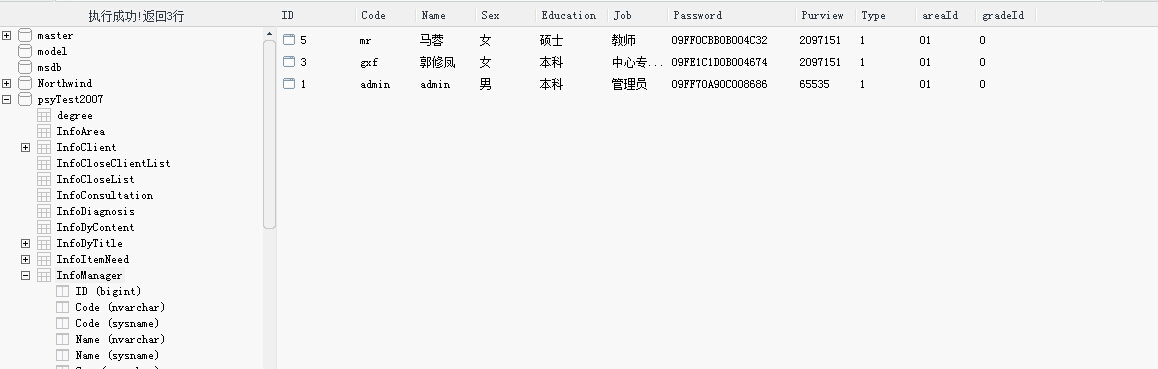 执行成功!返回3行
master
model
msdb
Northwind
psyTest2007
degree
InfoArea
InfoClient
InfoCloseClientList
InfoCloseList
InfoConsultation
InfoDiagnosis
InfoDyContent
InfoDyTitle
InfoItemNeed
InfoManager
ID (bigint)
Code (nvarchar)
Code (sysname)
Name (nvarchar)
Name (sysname)
ID Code Name Sex Education Job Password Purview Type areaId gradeId
5 mr 马蓉 女 硕士 教师 09FF0CBB0B004C32 2097151 1 01 0
3 gxf 郭修凤 女 本科 中心专... 09FE1C1D0B004674 2097151 1 01 0
1 admin admin 男 本科 管理员 09FF70A90C008686 65535 1 01 0